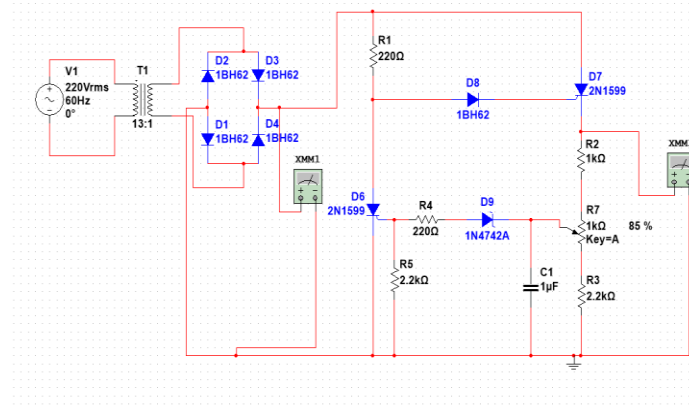 V1
220Vrms
60Hz
0°
T1
13:1
D2
1BH62
D3
1BH62
D1
1BH62
D4
1BH62
XMM1
R1
220Ω
D8
1BH62
D7
2N1599
R2
1kΩ
D6
2N1599
R4
220Ω
D9
1N4742A
R5
2.2kΩ
C1
1µF
R7
1kΩ
Key=A
85 %
R3
2.2kΩ